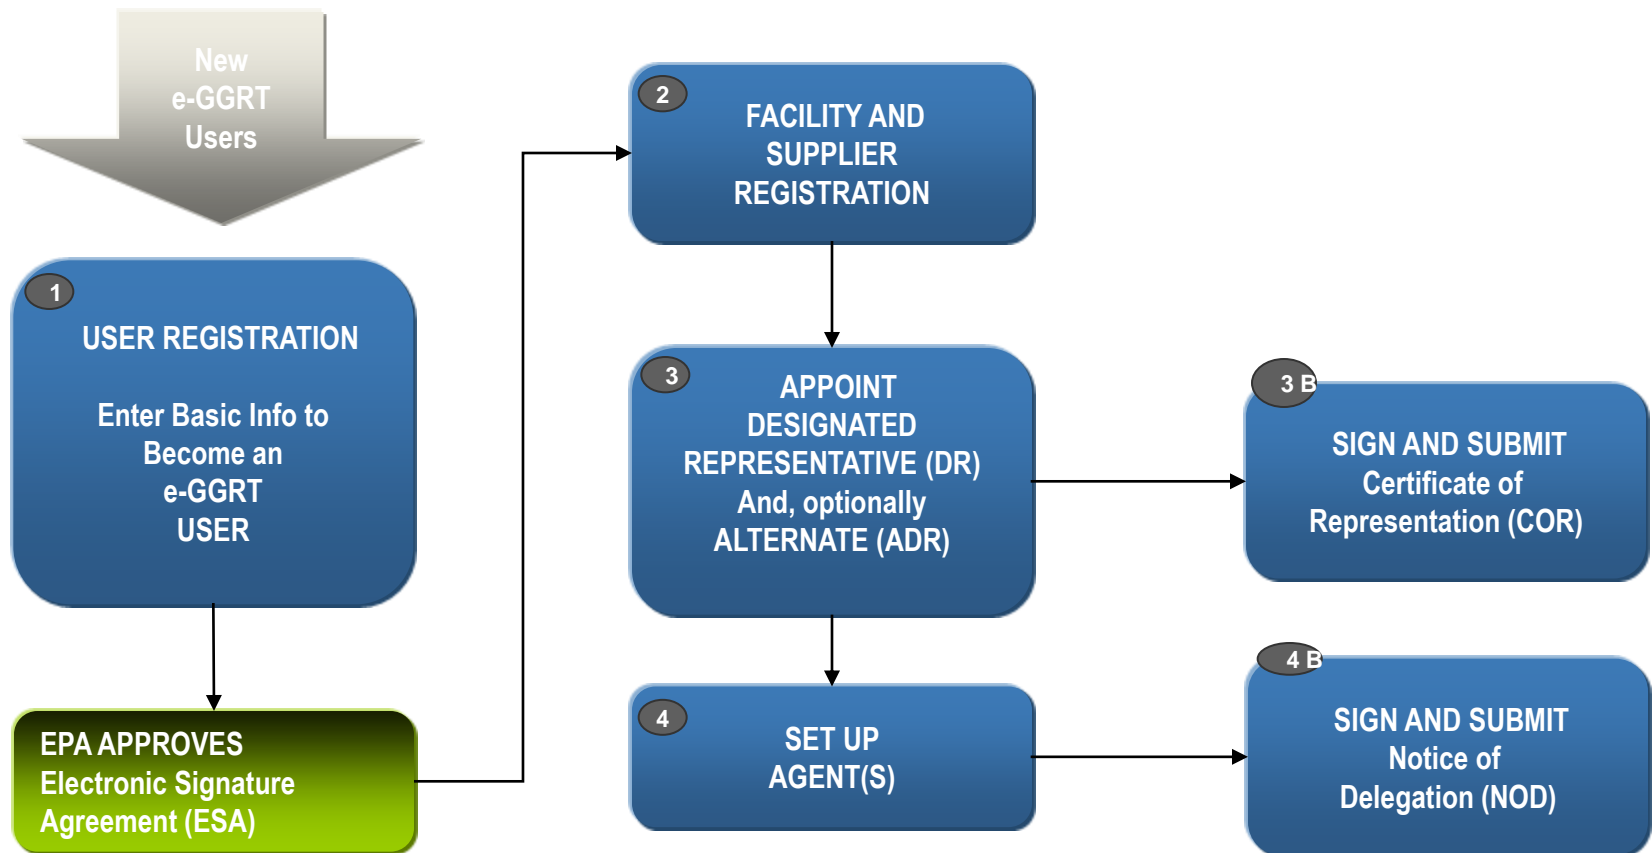 New
e-GGRT
Users
1
USER REGISTRATION
Enter Basic Info to
Become an
e-GGRT
USER
EPA APPROVES
Electronic Signature
Agreement (ESA)
2
FACILITY AND
SUPPLIER
REGISTRATION
3
APPOINT
DESIGNATED
REPRESENTATIVE (DR)
And, optionally
ALTERNATE (ADR)
3 B
SIGN AND SUBMIT
Certificate of
Representation (COR)
4
SET UP
AGENT(S)
4 B
SIGN AND SUBMIT
Notice of
Delegation (NOD)